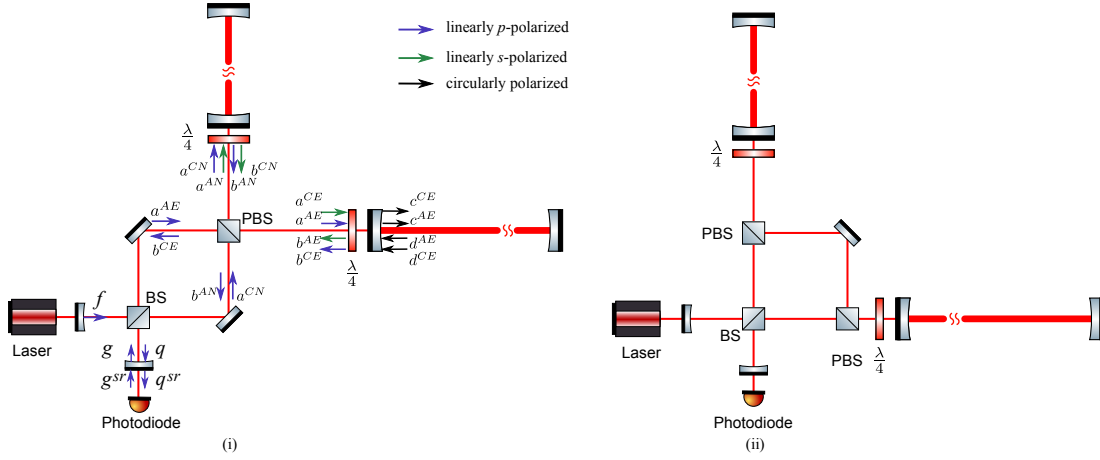 linearly p-polarized
linearly s-polarized
circularly polarized
λ/4
a^{CN}
a^{AN}
b^{AN}
b^{CN}
a^{AE}
b^{CE}
PBS
a^{CE}
a^{AE}
b^{AE}
b^{CE}
λ/4
c^{CE}
c^{AE}
d^{AE}
d^{CE}
b^{AN}
a^{CN}
BS
f
Laser
g
q
g^{sr}
q^{sr}
Photodiode
(i)
λ/4
PBS
Laser
BS
PBS
λ/4
Photodiode
(ii)